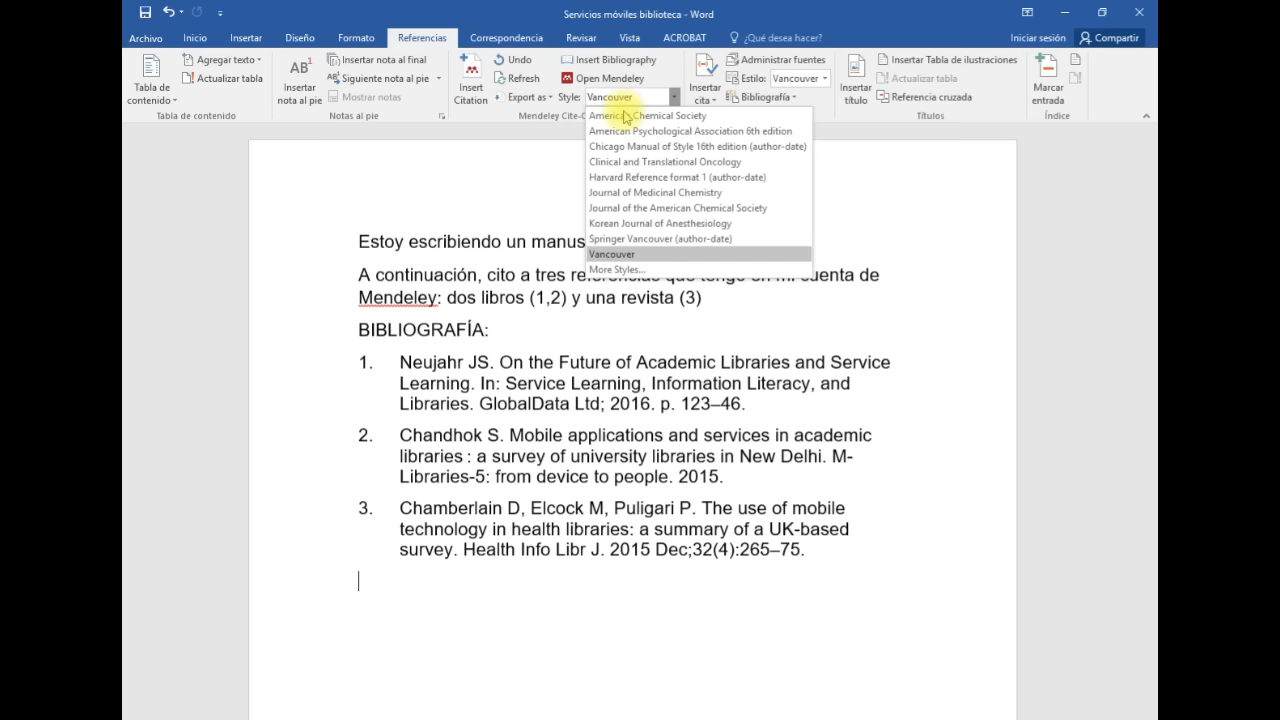 Servicios móviles biblioteca - Word
Archivo Inicio Insertar Diseño Formato Referencias Correspondencia Revisar Vista ACROBAT ¿Qué desea hacer? Iniciar sesión Compartir
Tabla de contenido
Agregar texto
Actualizar tabla
Tabla de contenido
AB¹
Insertar nota al pie
Insertar nota al final
Siguiente nota al pie
Mostrar notas
Notas al pie
Insert Citation
Undo
Refresh
Export as
Insert Bibliography
Open Mendeley
Style: Vancouver
Mendeley Cite-
Insertar cita
Administrar fuentes
Estilo: Vancouver
Bibliografía
Insertar título
Insertar Tabla de ilustraciones
Actualizar tabla
Referencia cruzada
Títulos
Marcar entrada
Índice
American Chemical Society
American Psychological Association 6th edition
Chicago Manual of Style 16th edition (author-date)
Clinical and Translational Oncology
Harvard Reference format 1 (author-date)
Journal of Medicinal Chemistry
Journal of the American Chemical Society
Korean Journal of Anesthesiology
Springer Vancouver (author-date)
Vancouver
More Styles...
Estoy escribiendo un manus
A continuación, cito a tres referencias que tengo en mi cuenta de
Mendeley: dos libros (1,2) y una revista (3)
BIBLIOGRAFÍA:
1. Neujahr JS. On the Future of Academic Libraries and Service
Learning. In: Service Learning, Information Literacy, and
Libraries. GlobalData Ltd; 2016. p. 123–46.
2. Chandhok S. Mobile applications and services in academic
libraries : a survey of university libraries in New Delhi. M-
Libraries-5: from device to people. 2015.
3. Chamberlain D, Elcock M, Puligari P. The use of mobile
technology in health libraries: a summary of a UK-based
survey. Health Info Libr J. 2015 Dec;32(4):265–75.